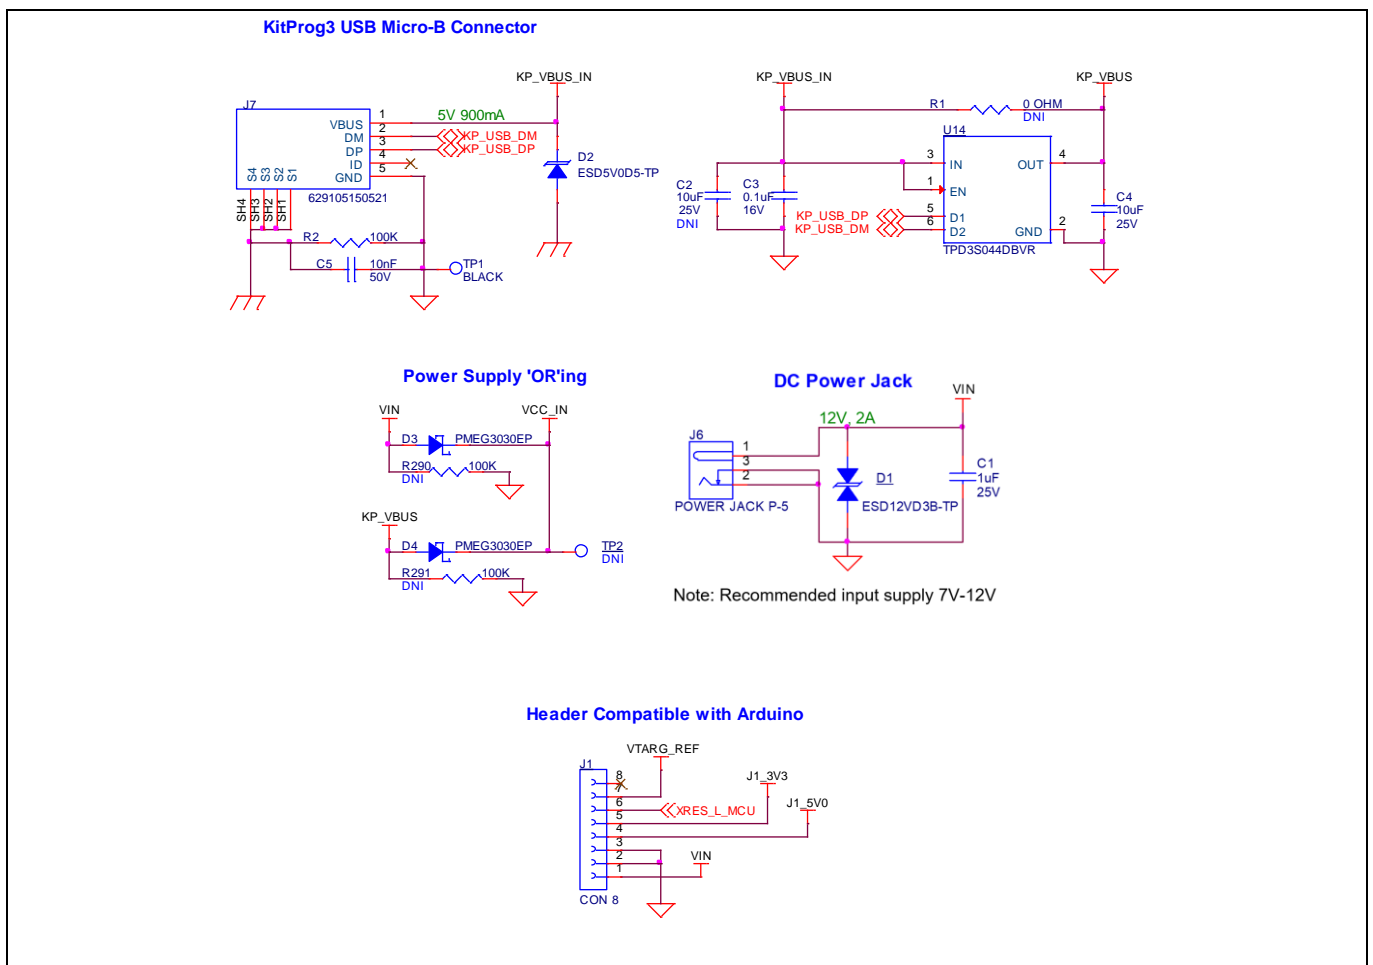 KitProg3 USB Micro-B Connector
KP_VBUS_IN
J7
VBUS
DM
DP
ID
GND
1
2
3
4
5
5V 900mA
KP_USB_DM
KP_USB_DP
S4
S3
S2
S1
SH4
SH3
SH2
SH1
629105150521
D2
ESD5V0D5-TP
R2
100K
C5
10nF
50V
TP1
BLACK
KP_VBUS_IN
KP_VBUS
R1
0 OHM
DNI
U14
3
IN
OUT
4
1
EN
5
D1
6
D2
GND
2
TPD3S044DBVR
KP_USB_DP
KP_USB_DM
C2
10uF
25V
DNI
C3
0.1uF
16V
C4
10uF
25V
Power Supply 'OR'ing
VIN
VCC_IN
D3
PMEG3030EP
R290
100K
DNI
KP_VBUS
D4
PMEG3030EP
TP2
DNI
R291
100K
DNI
DC Power Jack
VIN
12V, 2A
J6
1
3
2
POWER JACK P-5
D1
ESD12VD3B-TP
C1
1uF
25V
Note: Recommended input supply 7V-12V
Header Compatible with Arduino
VTARG_REF
J1
J1_3V3
J1_5V0
8
7
6
5
4
3
2
1
XRES_L_MCU
VIN
CON 8